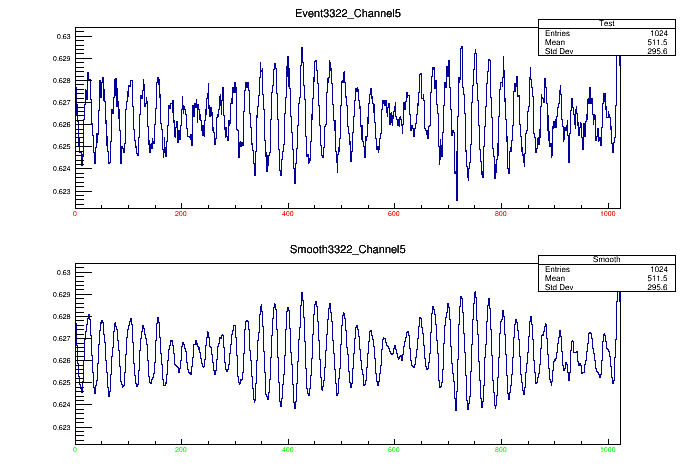 Event3322_Channel5
Test
Entries 1024
Mean 511.5
Std Dev 295.6
0.63
0.629
0.628
0.627
0.626
0.625
0.624
0.623
0 200 400 600 800 1000
Smooth3322_Channel5
Smooth
Entries 1024
Mean 511.5
Std Dev 295.6
0.63
0.629
0.628
0.627
0.626
0.625
0.624
0.623
0 200 400 600 800 1000